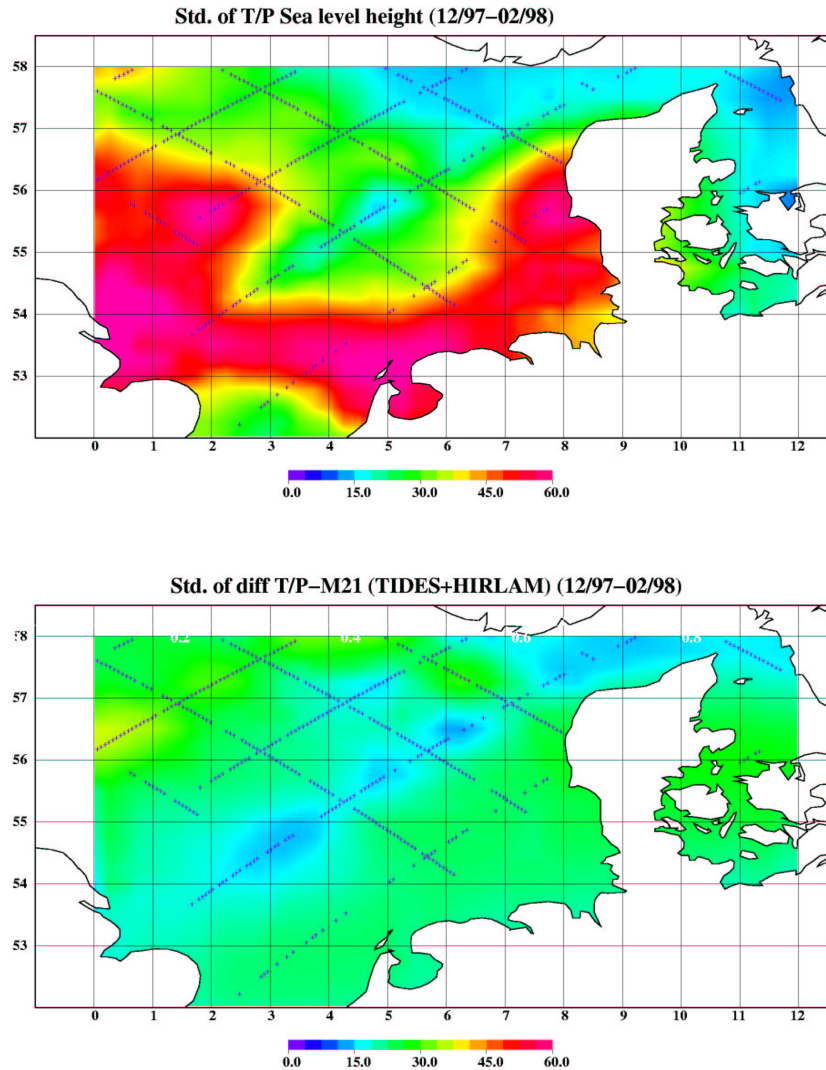 Std. of T/P Sea level height (12/97–02/98)
58
57
56
55
54
53
0 1 2 3 4 5 6 7 8 9 10 11 12
0.0 15.0 30.0 45.0 60.0
Std. of diff T/P–M21 (TIDES+HIRLAM) (12/97–02/98)
58 0.2 0.4 0.6 0.8
57
56
55
54
53
0 1 2 3 4 5 6 7 8 9 10 11 12
0.0 15.0 30.0 45.0 60.0